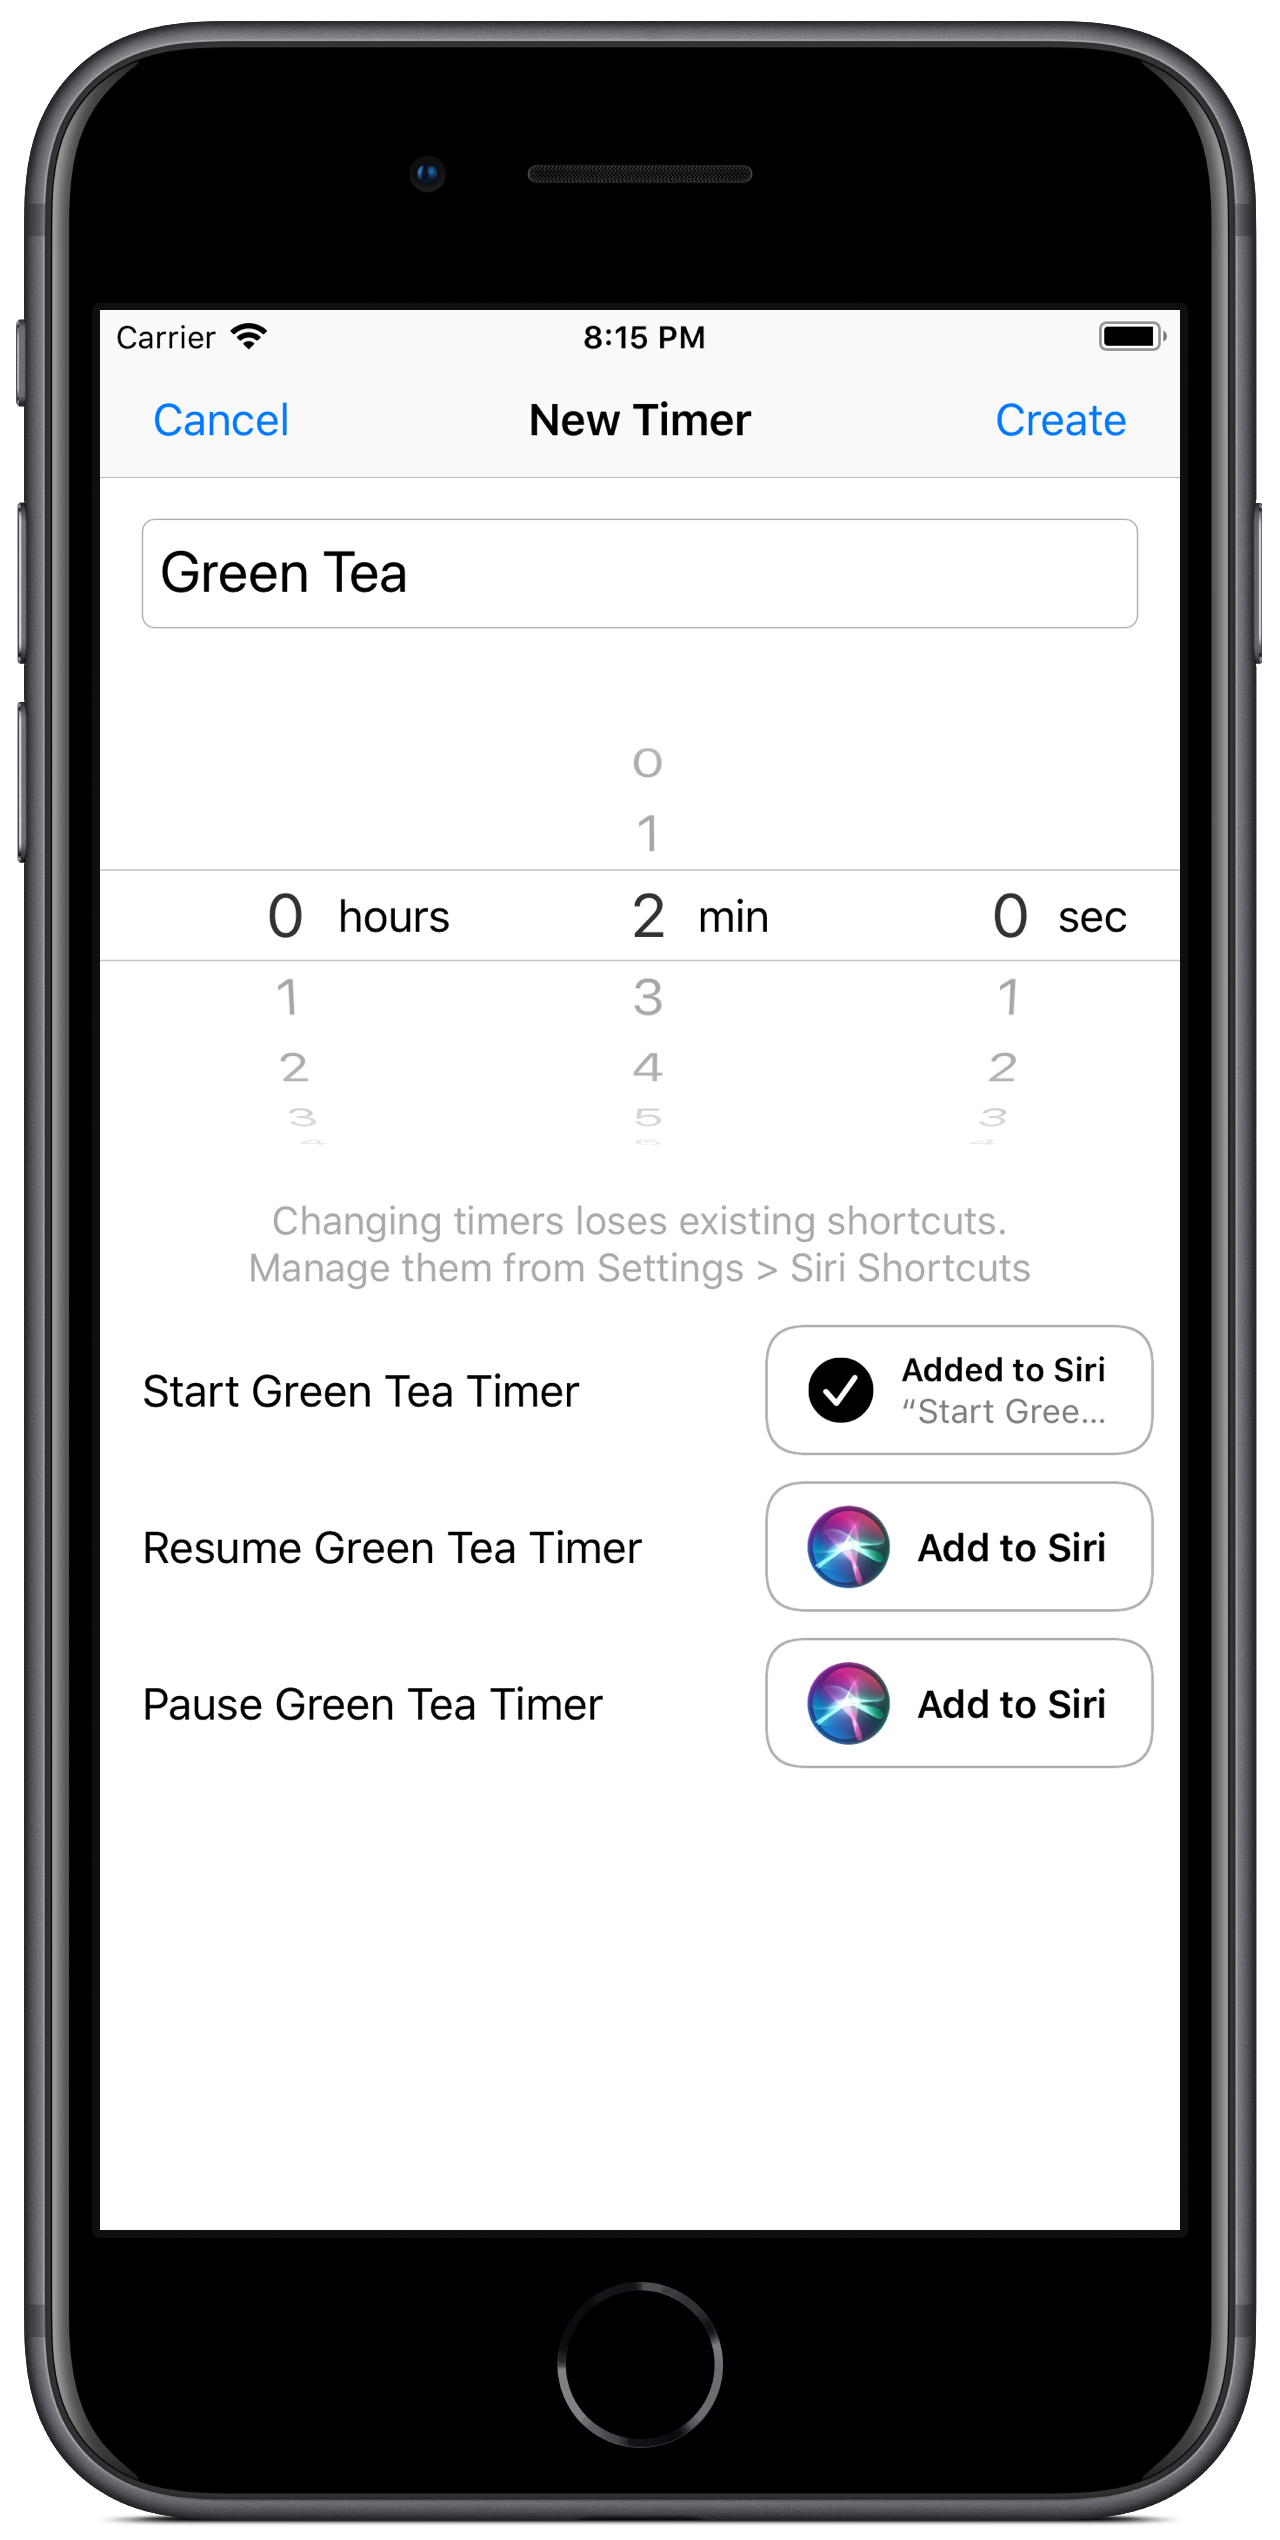 Carrier 8:15 PM
Cancel New Timer Create
Green Tea
0
1
0 hours 2 min 0 sec
1 3 1
2 4 2
3 5 3
4 6 4
Changing timers loses existing shortcuts.
Manage them from Settings > Siri Shortcuts
Start Green Tea Timer
Added to Siri
“Start Gree...
Resume Green Tea Timer Add to Siri
Pause Green Tea Timer Add to Siri